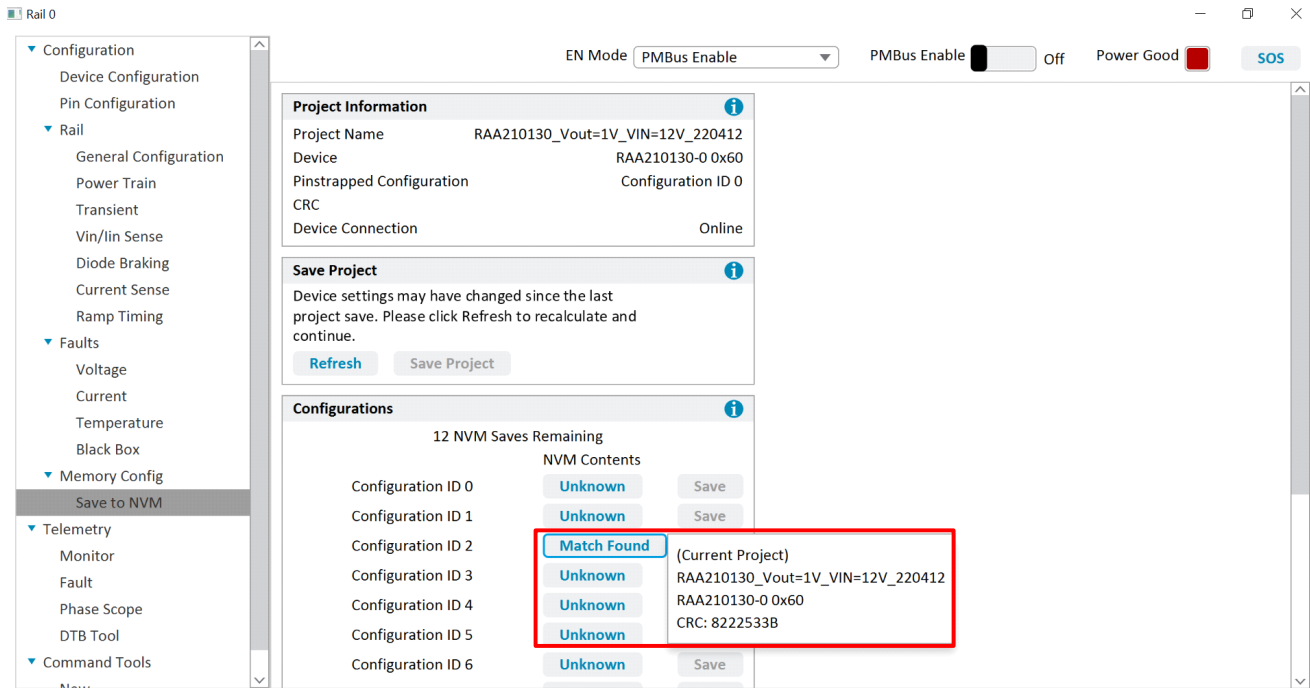 Rail 0
EN Mode PMBus Enable PMBus Enable Off Power Good SOS
Configuration
Device Configuration
Pin Configuration
Rail
General Configuration
Power Train
Transient
Vin/Iin Sense
Diode Braking
Current Sense
Ramp Timing
Faults
Voltage
Current
Temperature
Black Box
Memory Config
Save to NVM
Telemetry
Monitor
Fault
Phase Scope
DTB Tool
Command Tools
Project Information
Project Name RAA210130_Vout=1V_VIN=12V_220412
Device RAA210130-0 0x60
Pinstrapped Configuration Configuration ID 0
CRC
Device Connection Online
Save Project
Device settings may have changed since the last
project save. Please click Refresh to recalculate and
continue.
Refresh Save Project
Configurations
12 NVM Saves Remaining
NVM Contents
Configuration ID 0 Unknown Save
Configuration ID 1 Unknown Save
Configuration ID 2 Match Found
Configuration ID 3 Unknown
Configuration ID 4 Unknown
Configuration ID 5 Unknown
Configuration ID 6 Unknown Save
(Current Project)
RAA210130_Vout=1V_VIN=12V_220412
RAA210130-0 0x60
CRC: 8222533B